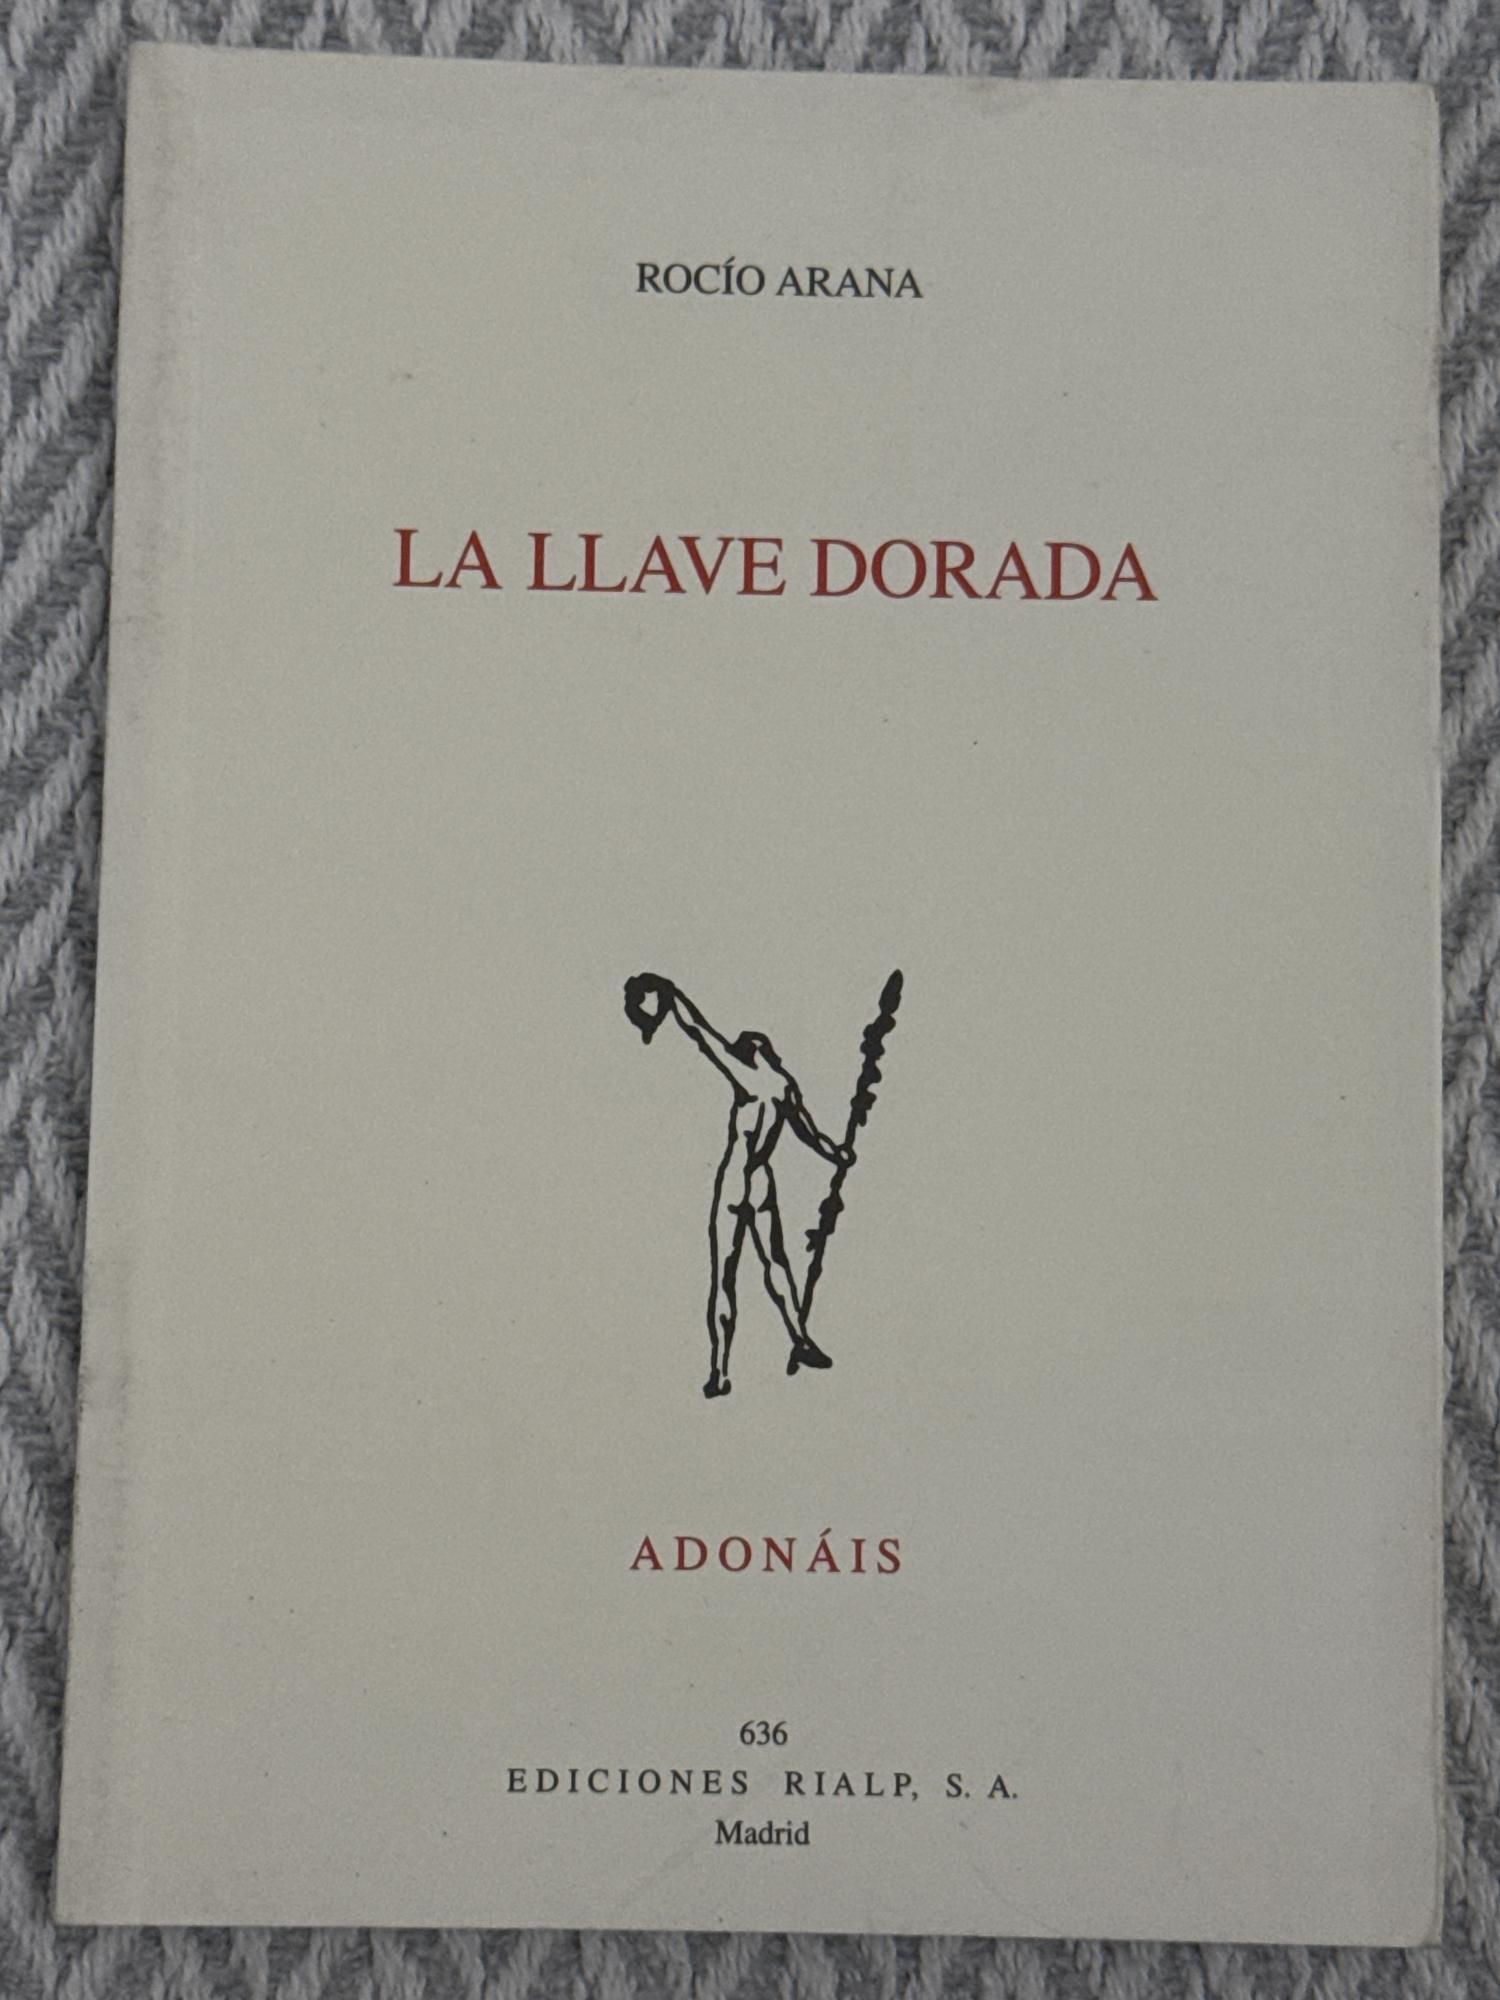 ROCÍO ARANA
LA LLAVE DORADA
ADONÁIS
636
EDICIONES RIALP, S. A.
Madrid